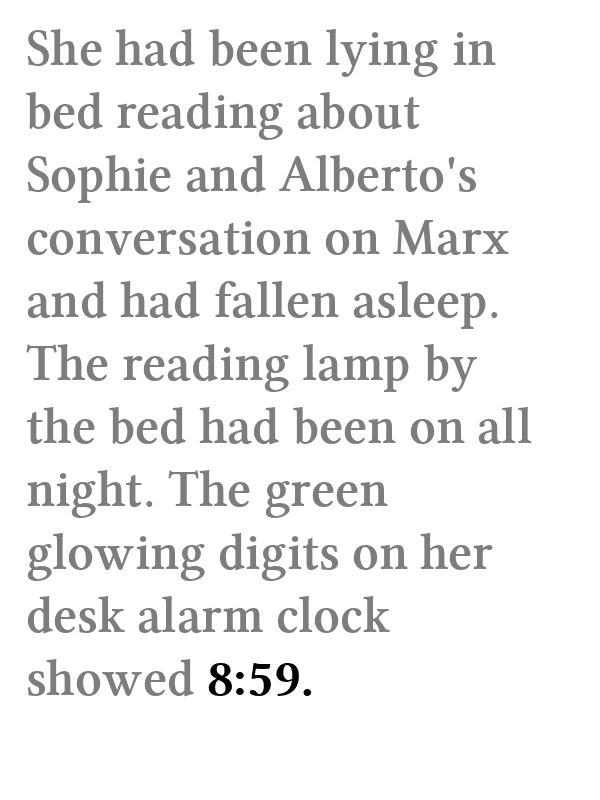 She had been lying in
bed reading about
Sophie and Alberto's
conversation on Marx
and had fallen asleep.
The reading lamp by
the bed had been on all
night. The green
glowing digits on her
desk alarm clock
showed 8:59.